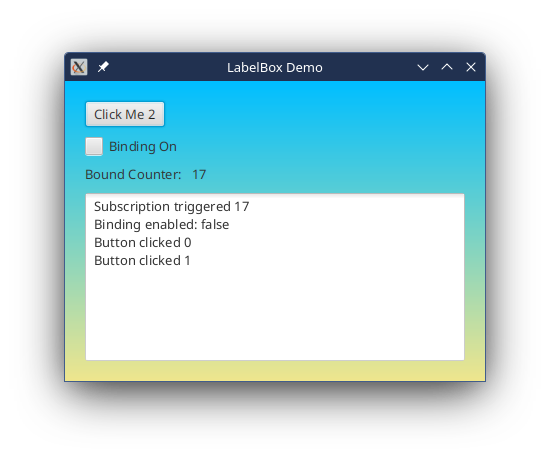 LabelBox Demo
Click Me 2
Binding On
Bound Counter: 17
Subscription triggered 17
Binding enabled: false
Button clicked 0
Button clicked 1